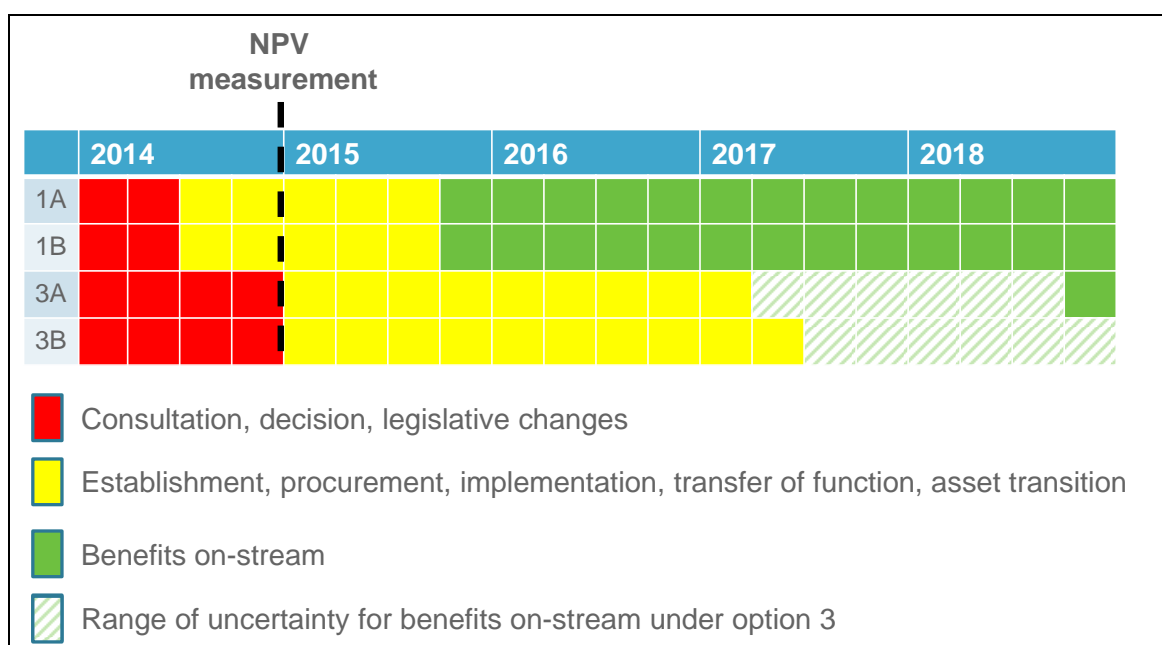 NPV
measurement
2014 2015 2016 2017 2018
1A
1B
3A
3B
Consultation, decision, legislative changes
Establishment, procurement, implementation, transfer of function, asset transition
Benefits on-stream
Range of uncertainty for benefits on-stream under option 3